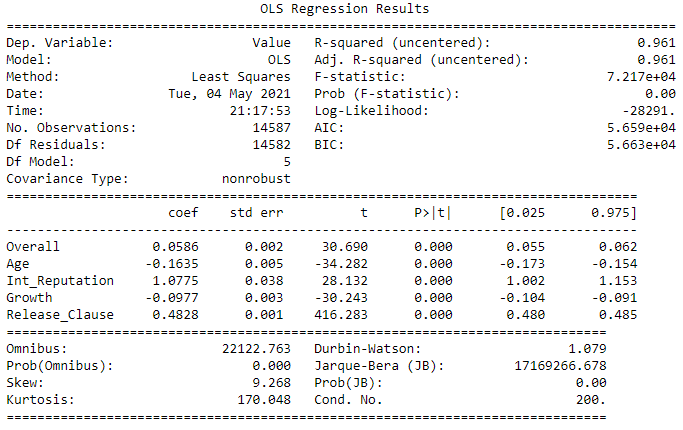 OLS Regression Results
==============================================================================
Dep. Variable: Value R-squared (uncentered): 0.961
Model: OLS Adj. R-squared (uncentered): 0.961
Method: Least Squares F-statistic: 7.217e+04
Date: Tue, 04 May 2021 Prob (F-statistic): 0.00
Time: 21:17:53 Log-Likelihood: -28291.
No. Observations: 14587 AIC: 5.659e+04
Df Residuals: 14582 BIC: 5.663e+04
Df Model: 5
Covariance Type: nonrobust
==============================================================================
coef std err t P>|t| [0.025 0.975]
------------------------------------------------------------------------------
Overall 0.0586 0.002 30.690 0.000 0.055 0.062
Age -0.1635 0.005 -34.282 0.000 -0.173 -0.154
Int_Reputation 1.0775 0.038 28.132 0.000 1.002 1.153
Growth -0.0977 0.003 -30.243 0.000 -0.104 -0.091
Release_Clause 0.4828 0.001 416.283 0.000 0.480 0.485
==============================================================================
Omnibus: 22122.763 Durbin-Watson: 1.079
Prob(Omnibus): 0.000 Jarque-Bera (JB): 17169266.678
Skew: 9.268 Prob(JB): 0.00
Kurtosis: 170.048 Cond. No. 200.
==============================================================================